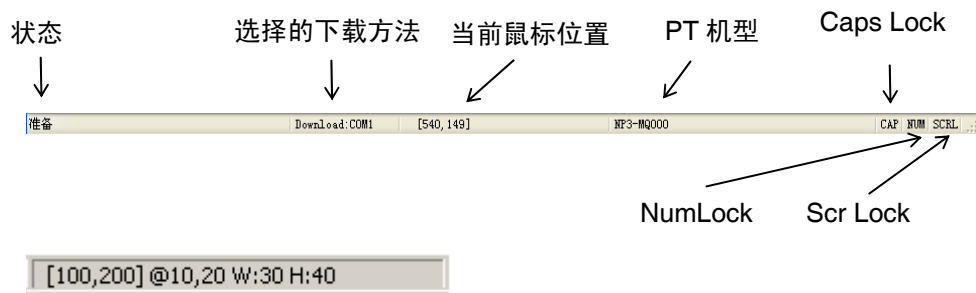 状态 选择的下载方法 当前鼠标位置 PT 机型 Caps Lock
准备 Download:COM1 [540,149] NP3-MQ000 CAP NUM SCRL
NumLock Scr Lock
[100,200] @10,20 W:30 H:40